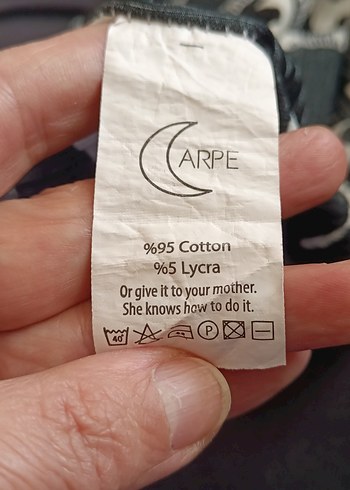 CARPE
%95 Cotton
%5 Lycra
Or give it to your mother.
She knows how to do it.
40° P